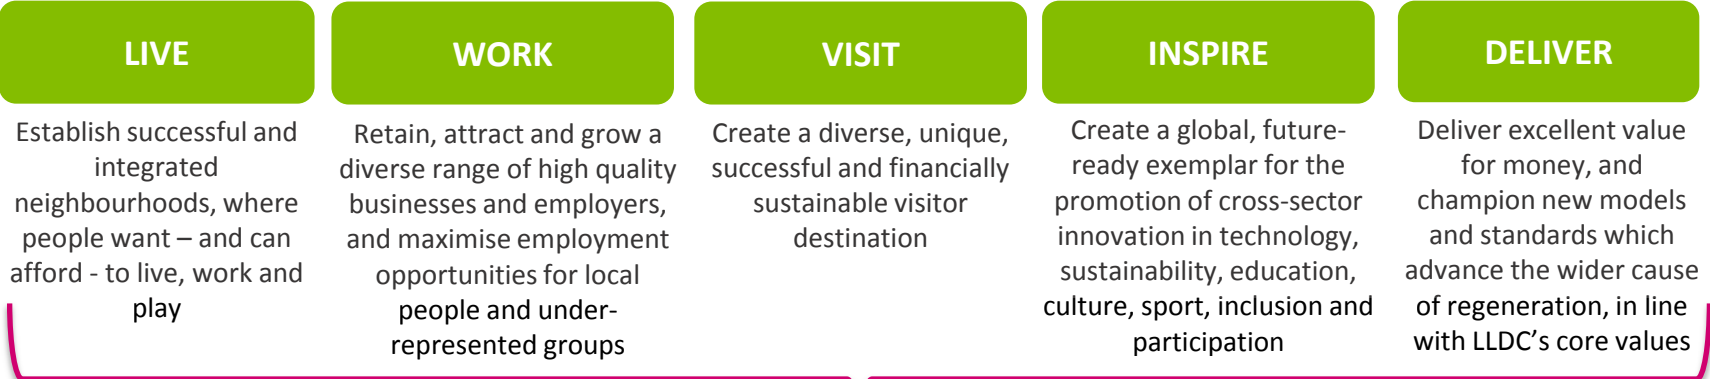 LIVE
Establish successful and
integrated
neighbourhoods, where
people want – and can
afford - to live, work and
play
WORK
Retain, attract and grow a
diverse range of high quality
businesses and employers,
and maximise employment
opportunities for local
people and under-
represented groups
VISIT
Create a diverse, unique,
successful and financially
sustainable visitor
destination
INSPIRE
Create a global, future-
ready exemplar for the
promotion of cross-sector
innovation in technology,
sustainability, education,
culture, sport, inclusion and
participation
DELIVER
Deliver excellent value
for money, and
champion new models
and standards which
advance the wider cause
of regeneration, in line
with LLDC’s core values